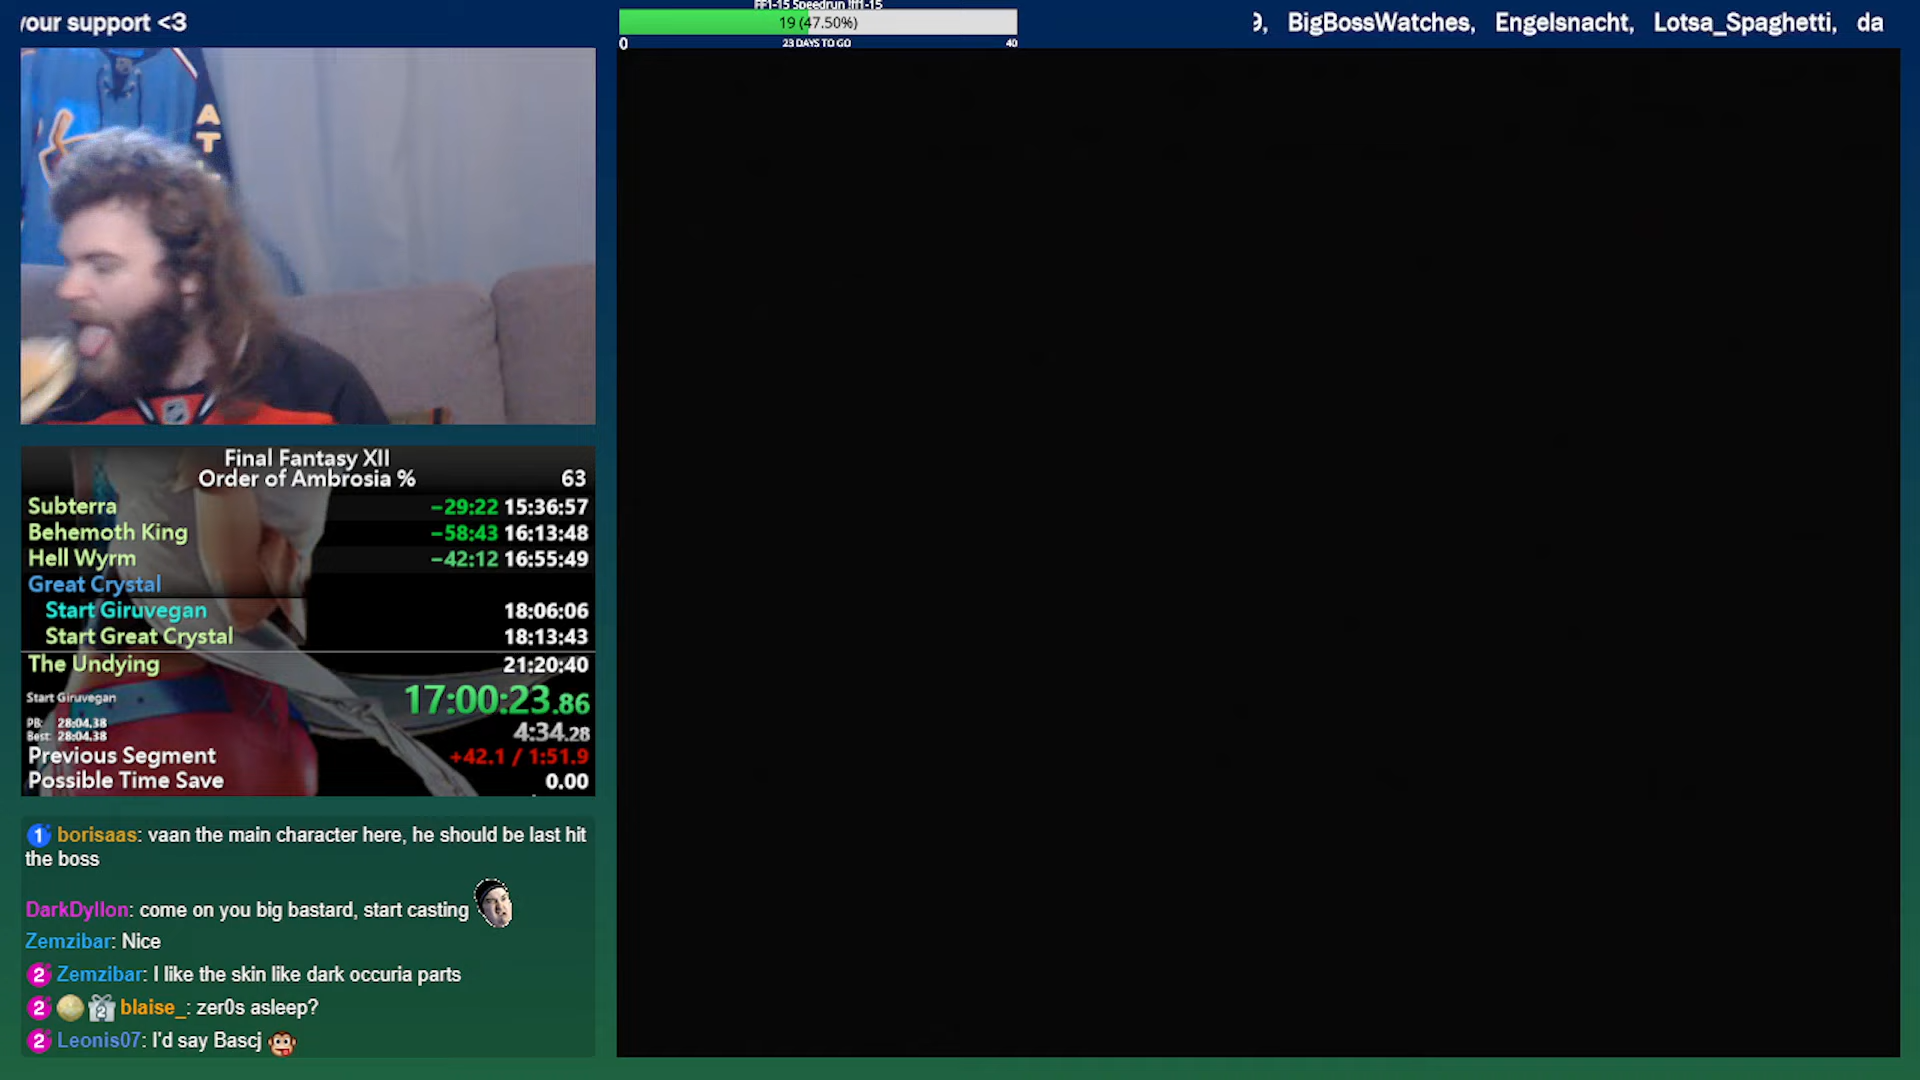 your support <3
FF1-15 Speedrun !ff1-15
19 (47.50%)
0 23 DAYS TO GO 40
BigBossWatches, Engelsnacht, Lotsa_Spaghetti, da
A
T
Final Fantasy XII
Order of Ambrosia % 63
Subterra −29:22 15:36:57
Behemoth King −58:43 16:13:48
Hell Wyrm −42:12 16:55:49
Great Crystal
Start Giruvegan 18:06:06
Start Great Crystal 18:13:43
The Undying 21:20:40
Start Giruvegan 17:00:23.86
PB: 28:04.38
Best: 28:04.38 4:34.28
Previous Segment +42.1 / 1:51.9
Possible Time Save 0.00
1 borisaas: vaan the main character here, he should be last hit
the boss
DarkDyllon: come on you big bastard, start casting
Zemzibar: Nice
2 Zemzibar: I like the skin like dark occuria parts
2 2 blaise_: zer0s asleep?
2 Leonis07: I'd say Bascj